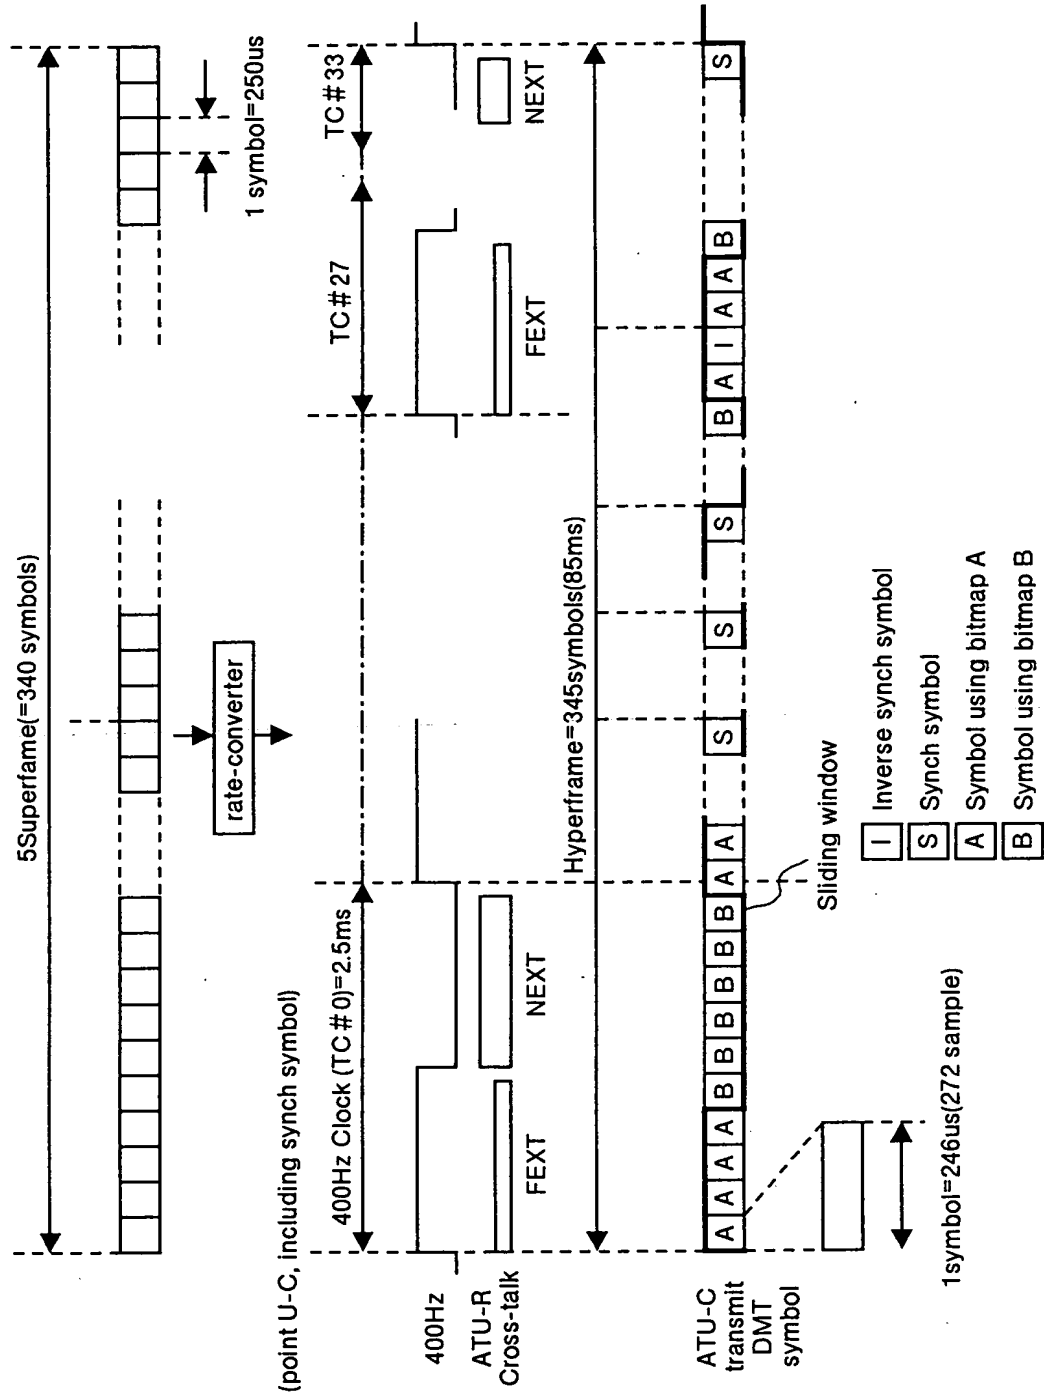 5Superfame(=340 symbols)
1 symbol=250us
rate-converter
(point U-C, including synch symbol)
400Hz Clock (TC#0)=2.5ms
TC#27
TC#33
400Hz
ATU-R
Cross-talk
FEXT
NEXT
FEXT
NEXT
Hyperframe=345symbols(85ms)
ATU-C
transmit
DMT
symbol
A A A A B B B B B B A A S S S B A I A A B S
Sliding window
1symbol=246us(272 sample)
I Inverse synch symbol
S Synch symbol
A Symbol using bitmap A
B Symbol using bitmap B